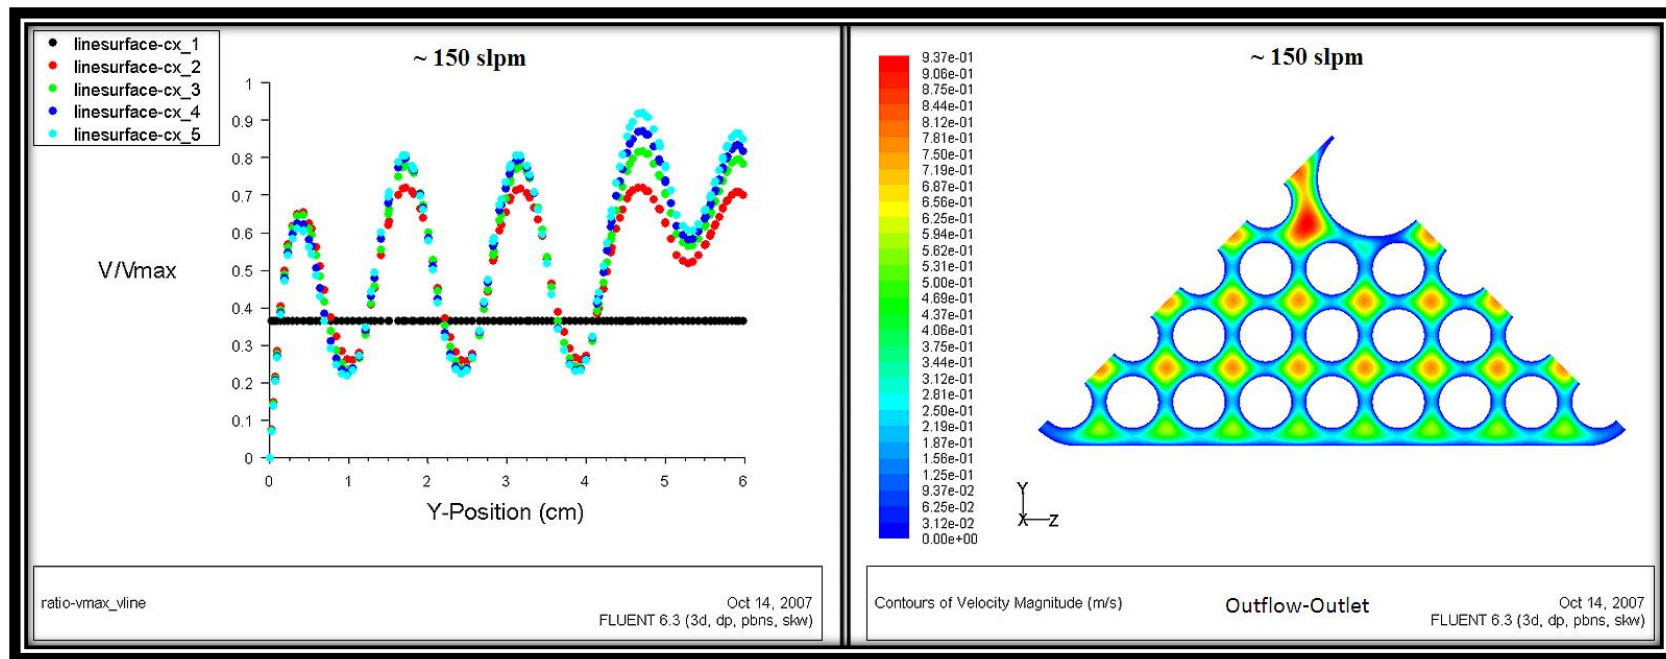 linesurface-cx_1
linesurface-cx_2
linesurface-cx_3
linesurface-cx_4
linesurface-cx_5
~ 150 slpm
1
0.9
0.8
0.7
0.6
0.5
0.4
0.3
0.2
0.1
0
V/Vmax
0 1 2 3 4 5 6
Y-Position (cm)
ratio-vmax_vline
Oct 14, 2007
FLUENT 6.3 (3d, dp, pbns, skw)
~ 150 slpm
9.37e-01
9.06e-01
8.75e-01
8.44e-01
8.12e-01
7.81e-01
7.50e-01
7.19e-01
6.87e-01
6.56e-01
6.25e-01
5.94e-01
5.62e-01
5.31e-01
5.00e-01
4.69e-01
4.37e-01
4.06e-01
3.75e-01
3.44e-01
3.12e-01
2.81e-01
2.50e-01
2.19e-01
1.87e-01
1.56e-01
1.25e-01
9.37e-02
6.25e-02
3.12e-02
0.00e+00
Y
X Z
Contours of Velocity Magnitude (m/s)
Outflow-Outlet
Oct 14, 2007
FLUENT 6.3 (3d, dp, pbns, skw)